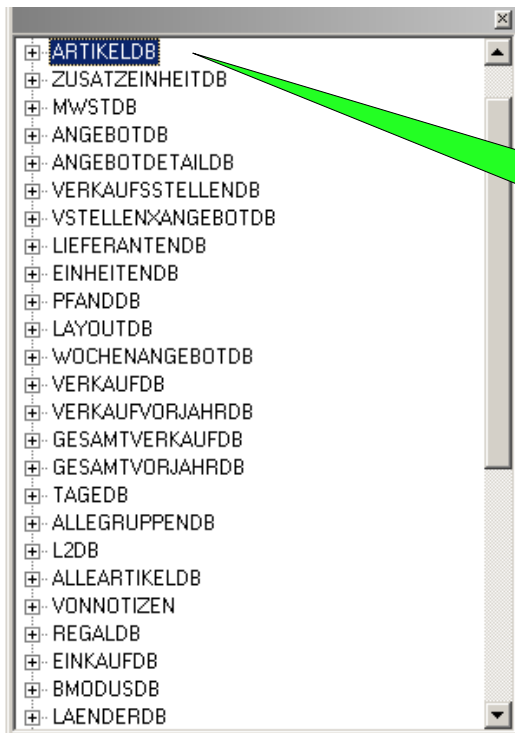 ARTIKELDB
ZUSATZEINHEITDB
MWSTDB
ANGEBOTDB
ANGEBOTDETAILDB
VERKAUFSSTELLENDB
VSTELLENXANGEBOTDB
LIEFERANTENDB
EINHEITENDB
PFANDDB
LAYOUTDB
WOCHENANGEBOTDB
VERKAUFDB
VERKAUFVORJAHRDB
GESAMTVERKAUFDB
GESAMTVORJAHRDB
TAGEDB
ALLEGRUPPENDB
L2DB
ALLEARTIKELDB
VONNOTIZEN
REGALDB
EINKAUFDB
BMODUSDB
LAENDERDB